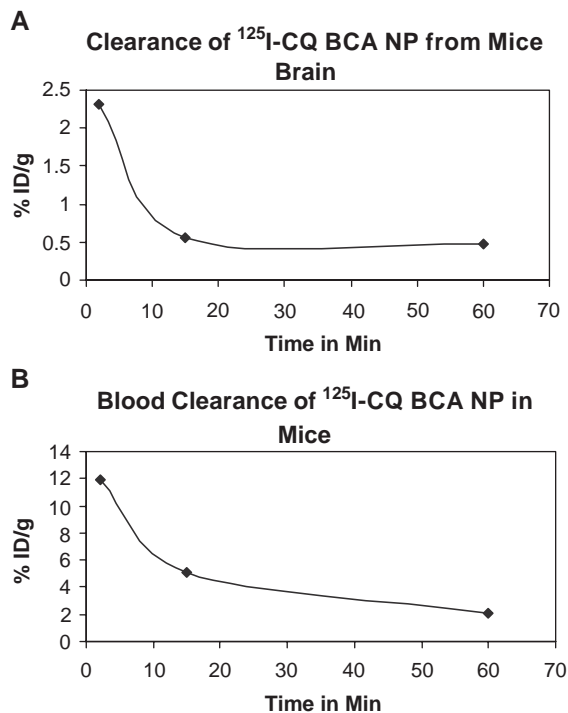 A
Clearance of ¹²⁵I-CQ BCA NP from Mice
Brain
2.5
2
1.5
1
0.5
0
% ID/g
0 10 20 30 40 50 60 70
Time in Min
B
Blood Clearance of ¹²⁵I-CQ BCA NP in
Mice
14
12
10
8
6
4
2
0
% ID/g
0 10 20 30 40 50 60 70
Time in Min